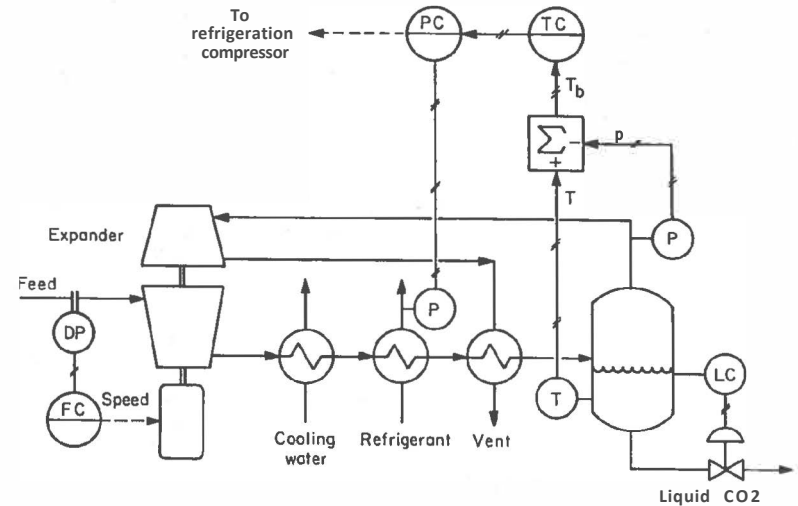 To
refrigeration
compressor
PC
TC
Tb
Σ
-
+
p
T
P
Expander
Feed
DP
P
FC
Speed
T
LC
Cooling
water
Refrigerant
Vent
Liquid CO2